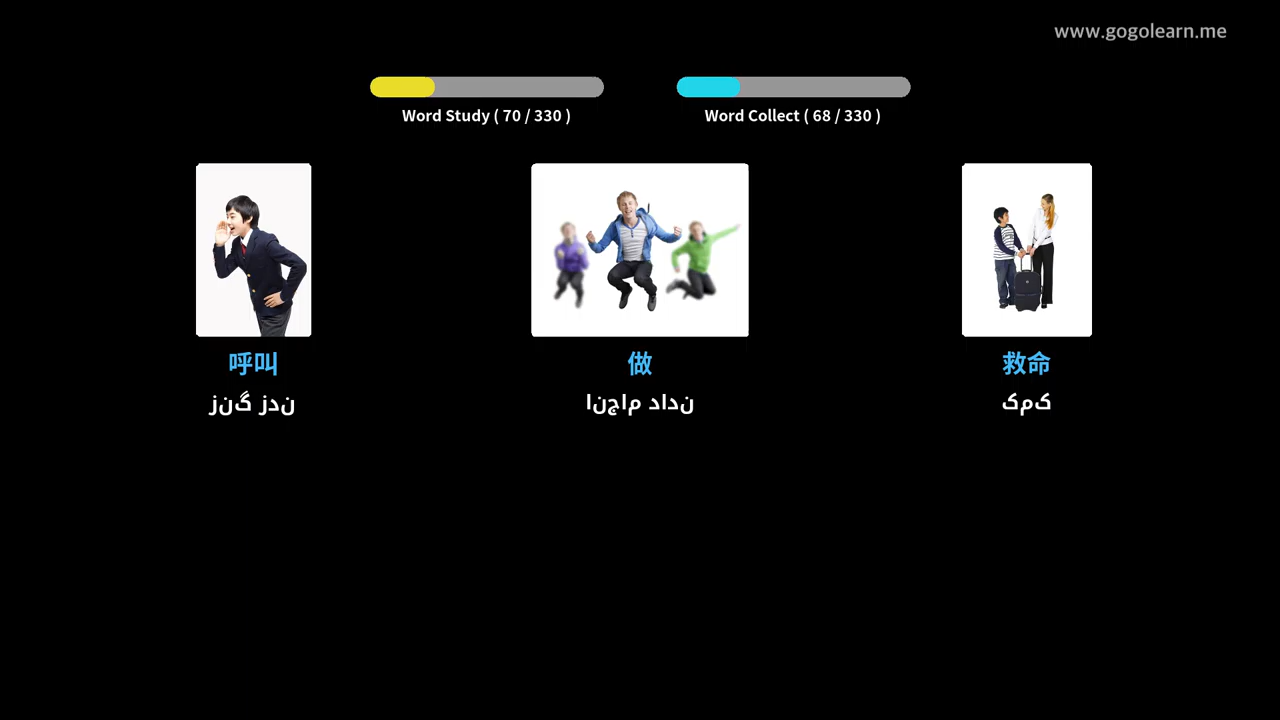 www.gogolearn.me
Word Study ( 70 / 330 )
Word Collect ( 68 / 330 )
呼叫
زنگ زدن
做
انجام دادن
救命
کمک